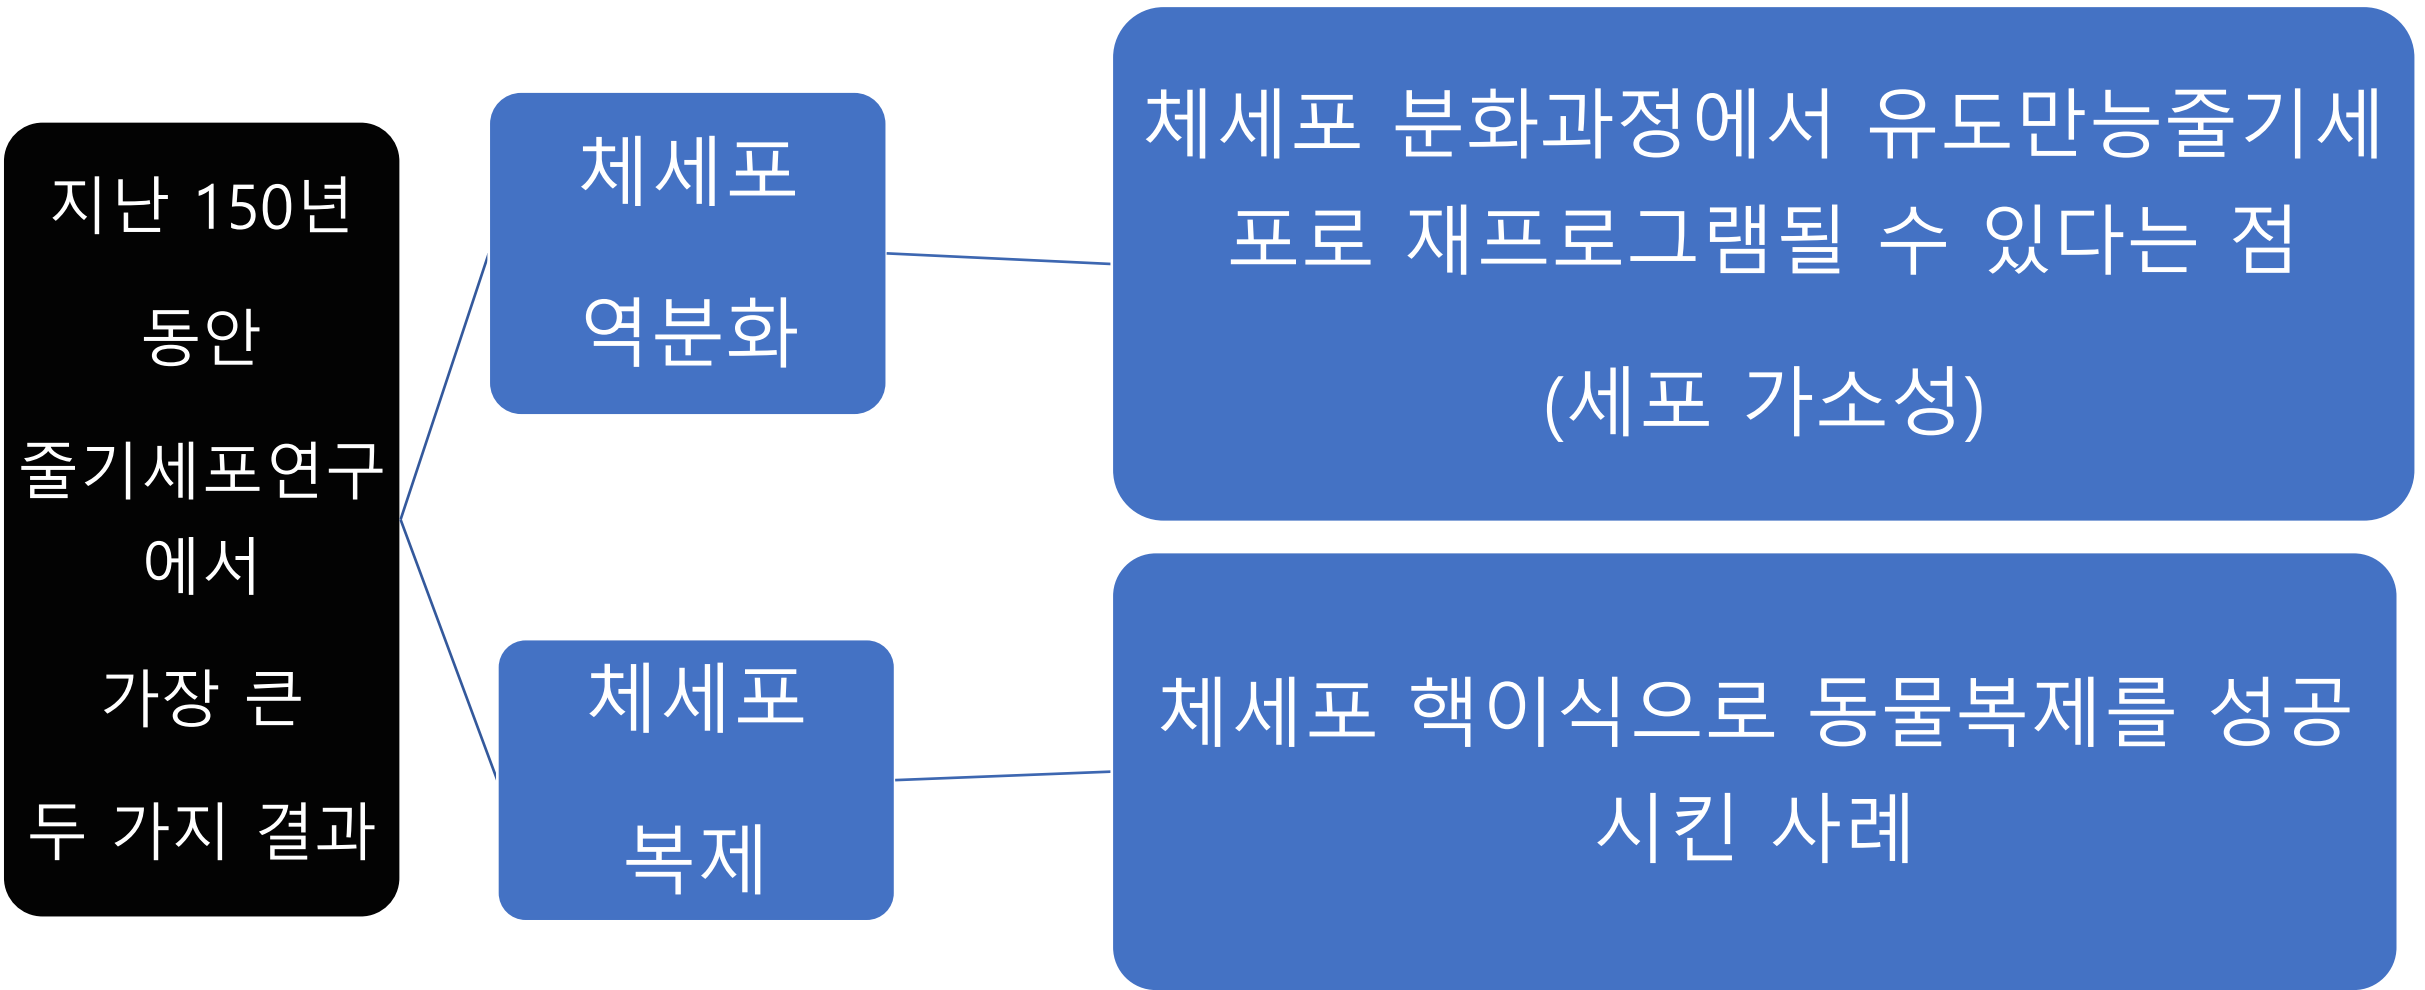 지난 150년
동안
줄기세포연구
에서
가장 큰
두 가지 결과
체세포
역분화
체세포 분화과정에서 유도만능줄기세
포로 재프로그램될 수 있다는 점
(세포 가소성)
체세포
복제
체세포 핵이식으로 동물복제를 성공
시킨 사례